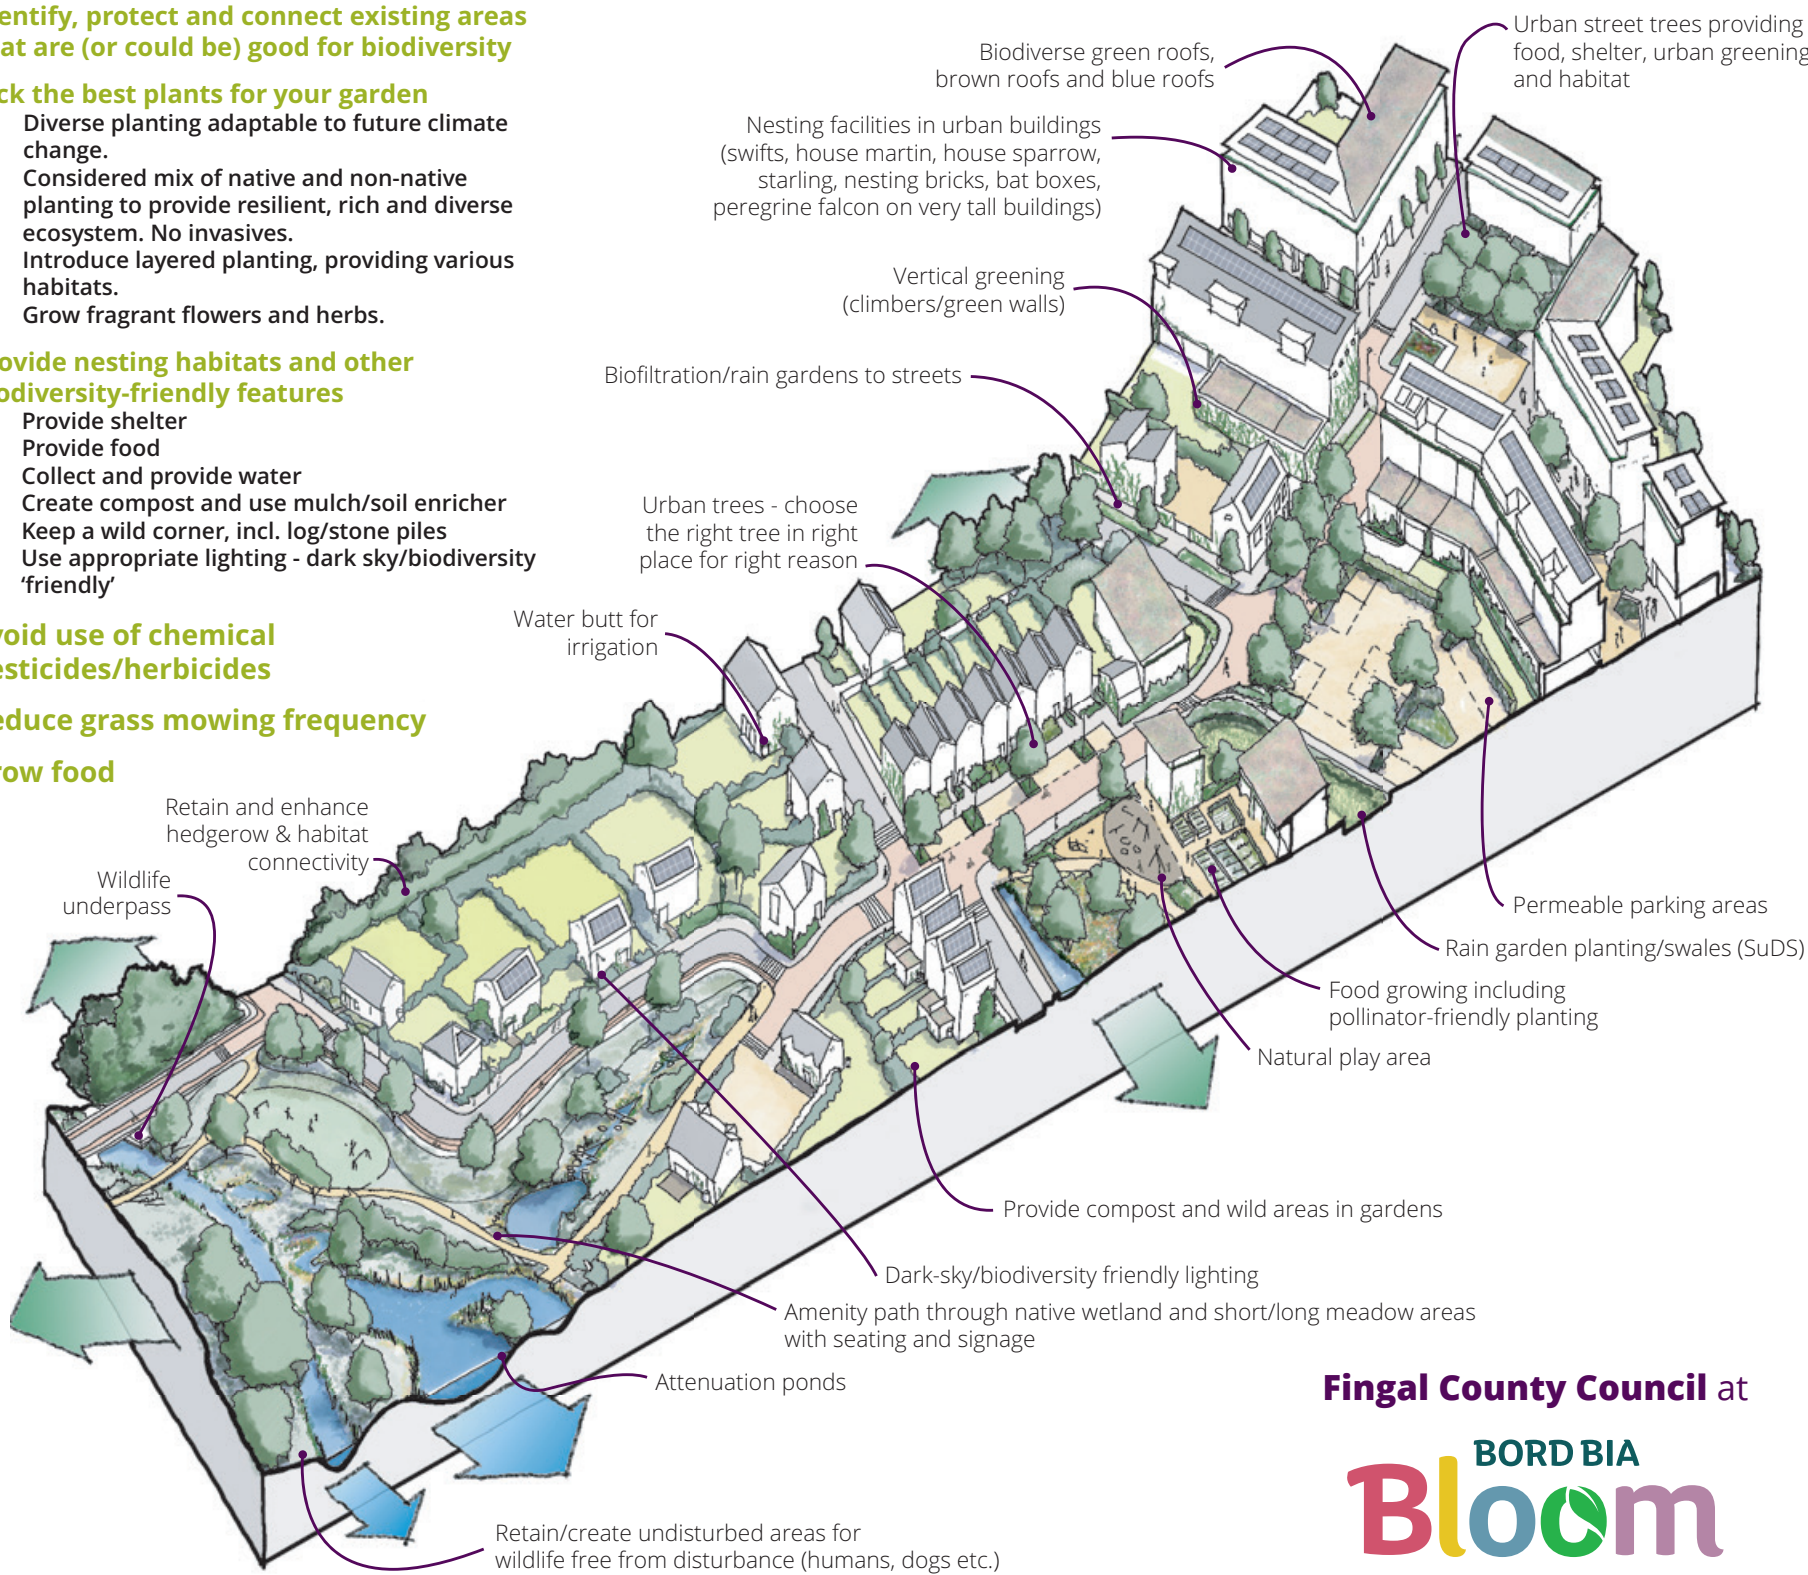 entify, protect and connect existing areas
at are (or could be) good for biodiversity
ck the best plants for your garden
Diverse planting adaptable to future climate
change.
Considered mix of native and non-native
planting to provide resilient, rich and diverse
ecosystem. No invasives.
Introduce layered planting, providing various
habitats.
Grow fragrant flowers and herbs.
ovide nesting habitats and other
odiversity-friendly features
Provide shelter
Provide food
Collect and provide water
Create compost and use mulch/soil enricher
Keep a wild corner, incl. log/stone piles
Use appropriate lighting - dark sky/biodiversity
‘friendly’
void use of chemical
esticides/herbicides
educe grass mowing frequency
row food
Biodiverse green roofs,
brown roofs and blue roofs
Urban street trees providing
food, shelter, urban greening
and habitat
Nesting facilities in urban buildings
(swifts, house martin, house sparrow,
starling, nesting bricks, bat boxes,
peregrine falcon on very tall buildings)
Vertical greening
(climbers/green walls)
Biofiltration/rain gardens to streets
Urban trees - choose
the right tree in right
place for right reason
Water butt for
irrigation
Retain and enhance
hedgerow & habitat
connectivity
Wildlife
underpass
Permeable parking areas
Rain garden planting/swales (SuDS)
Food growing including
pollinator-friendly planting
Natural play area
Provide compost and wild areas in gardens
Dark-sky/biodiversity friendly lighting
Amenity path through native wetland and short/long meadow areas
with seating and signage
Attenuation ponds
Retain/create undisturbed areas for
wildlife free from disturbance (humans, dogs etc.)
Fingal County Council at
BORD BIA
Bloom